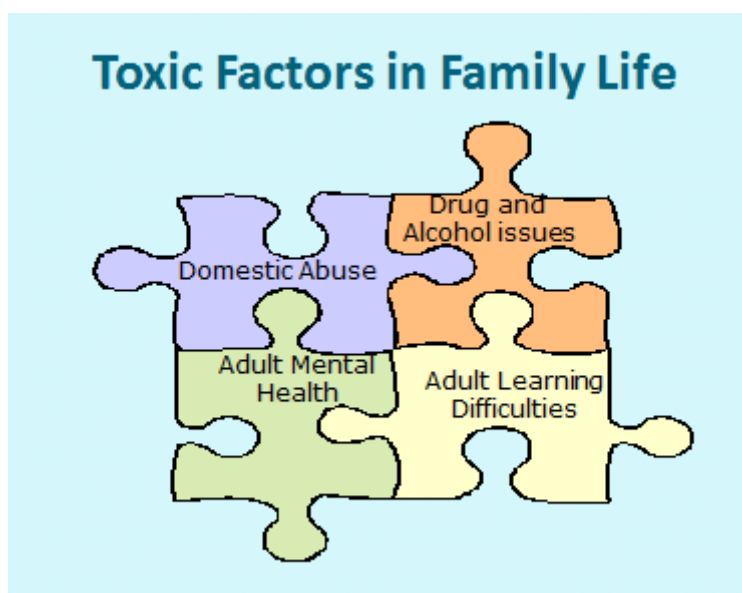 Toxic Factors in Family Life
Drug and
Alcohol issues
Domestic Abuse
Adult Mental
Health
Adult Learning
Difficulties